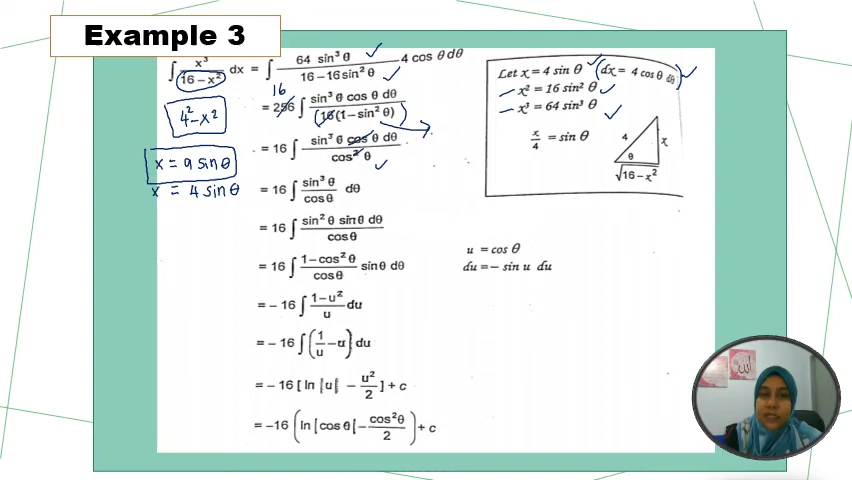 Example 3
∫ x³/(16 – x²) dx = ∫ 64 sin³ θ/(16 – 16 sin² θ) 4 cos θ dθ
16
= 256 ∫ sin³ θ cos θ dθ/(16(1 – sin² θ))
4² – x²
= 16 ∫ sin³ θ cos θ dθ/cos² θ
x = a sin θ
x = 4 sin θ
= 16 ∫ sin³ θ/cos θ dθ
= 16 ∫ sin² θ sin θ dθ/cos θ
= 16 ∫ (1 – cos² θ)/cos θ sin θ dθ
= – 16 ∫ (1 – u²)/u du
= – 16 ∫ (1/u – u) du
= – 16 [ ln |u| – u²/2 ] + c
= –16 (ln [cos θ[ – cos² θ/2) + c
Let x = 4 sin θ (dx = 4 cos θ dθ)
x² = 16 sin² θ
x³ = 64 sin³ θ
x/4 = sin θ
4
x
θ
√16 – x²
u = cos θ
du = – sin u du